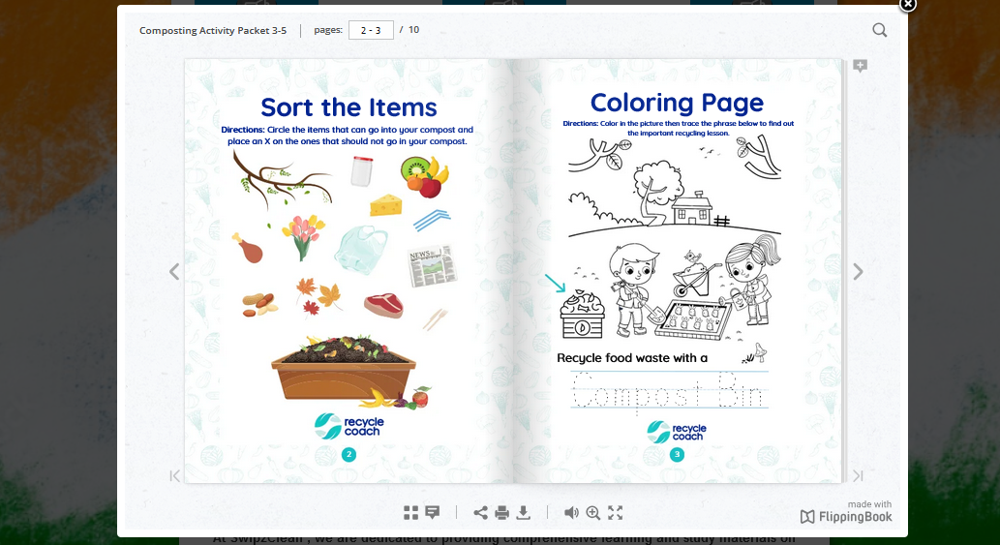 Composting Activity Packet 3-5
pages:
2 - 3
/ 10
Sort the Items
Directions: Circle the items that can go into your compost and
place an X on the ones that should not go in your compost.
NEWS
recycle
coach
2
Coloring Page
Directions: Color in the picture then trace the phrase below to find out
the important recycling lesson.
Recycle food waste with a
Compost Bin
recycle
coach
3
made with
FlippingBook
At SwipZClean, we are dedicated to providing comprehensive learning and study materials on